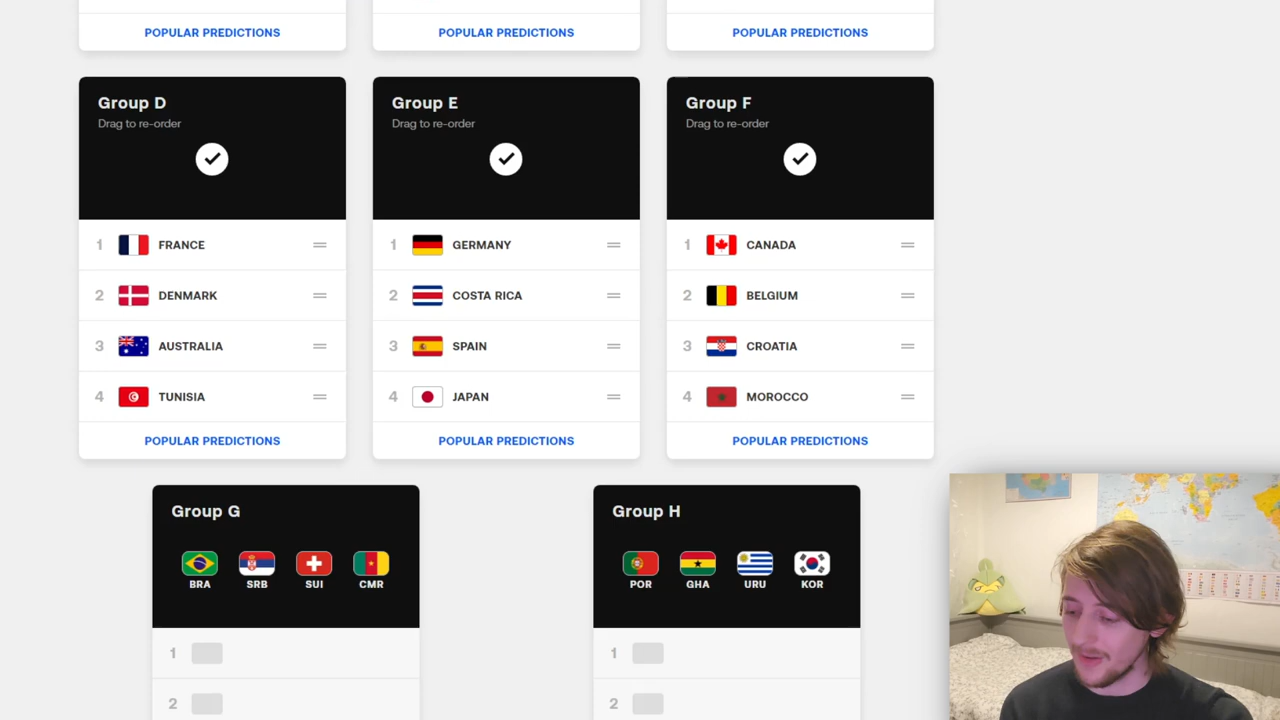 POPULAR PREDICTIONS
POPULAR PREDICTIONS
POPULAR PREDICTIONS
Group D
Drag to re-order
1 FRANCE
2 DENMARK
3 AUSTRALIA
4 TUNISIA
POPULAR PREDICTIONS
Group E
Drag to re-order
1 GERMANY
2 COSTA RICA
3 SPAIN
4 JAPAN
POPULAR PREDICTIONS
Group F
Drag to re-order
1 CANADA
2 BELGIUM
3 CROATIA
4 MOROCCO
POPULAR PREDICTIONS
Group G
BRA SRB SUI CMR
1
2
Group H
POR GHA URU KOR
1
2